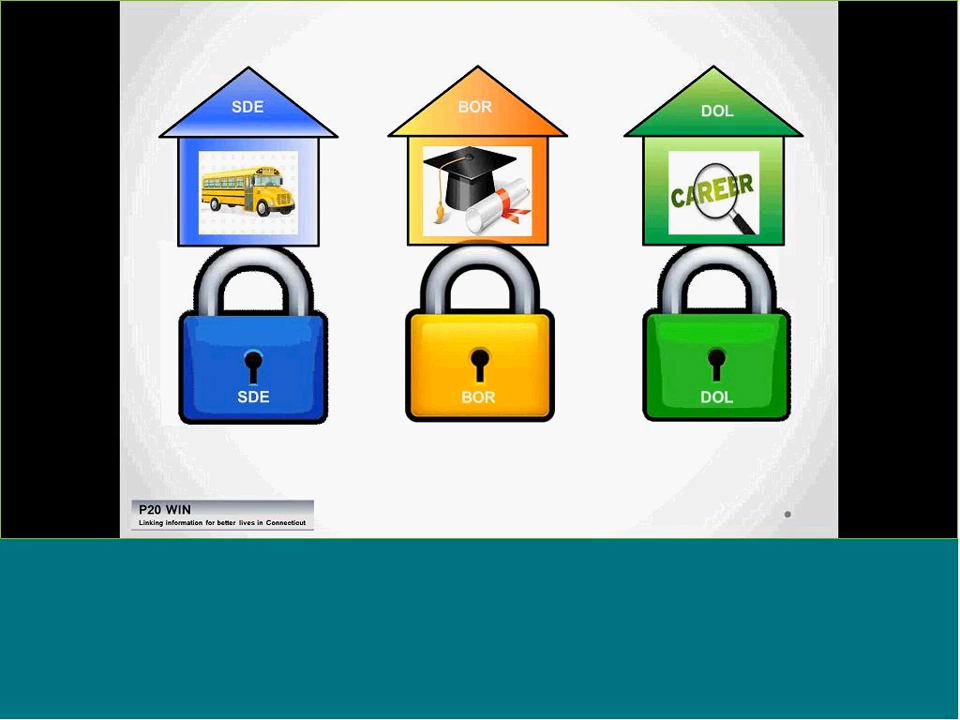 SDE
BOR
DOL
CAREER
SDE
BOR
DOL
P20 WIN
Linking information for better lives in Connecticut